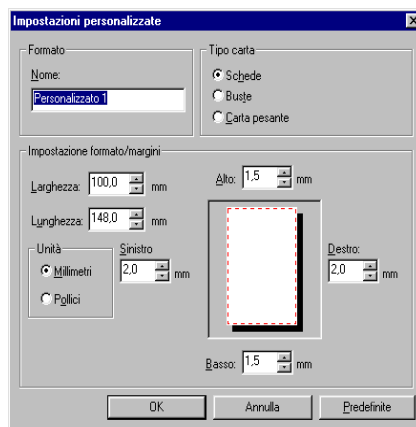 Impostazioni personalizzate
Formato
Nome:
Personalizzato 1
Tipo carta
Schede
Buste
Carta pesante
Impostazione formato/margini
Larghezza: 100,0 mm
Lunghezza: 148,0 mm
Alto: 1,5 mm
Unità
Millimetri
Pollici
Sinistro
2,0 mm
Destro:
2,0 mm
Basso: 1,5 mm
OK
Annulla
Predefinite